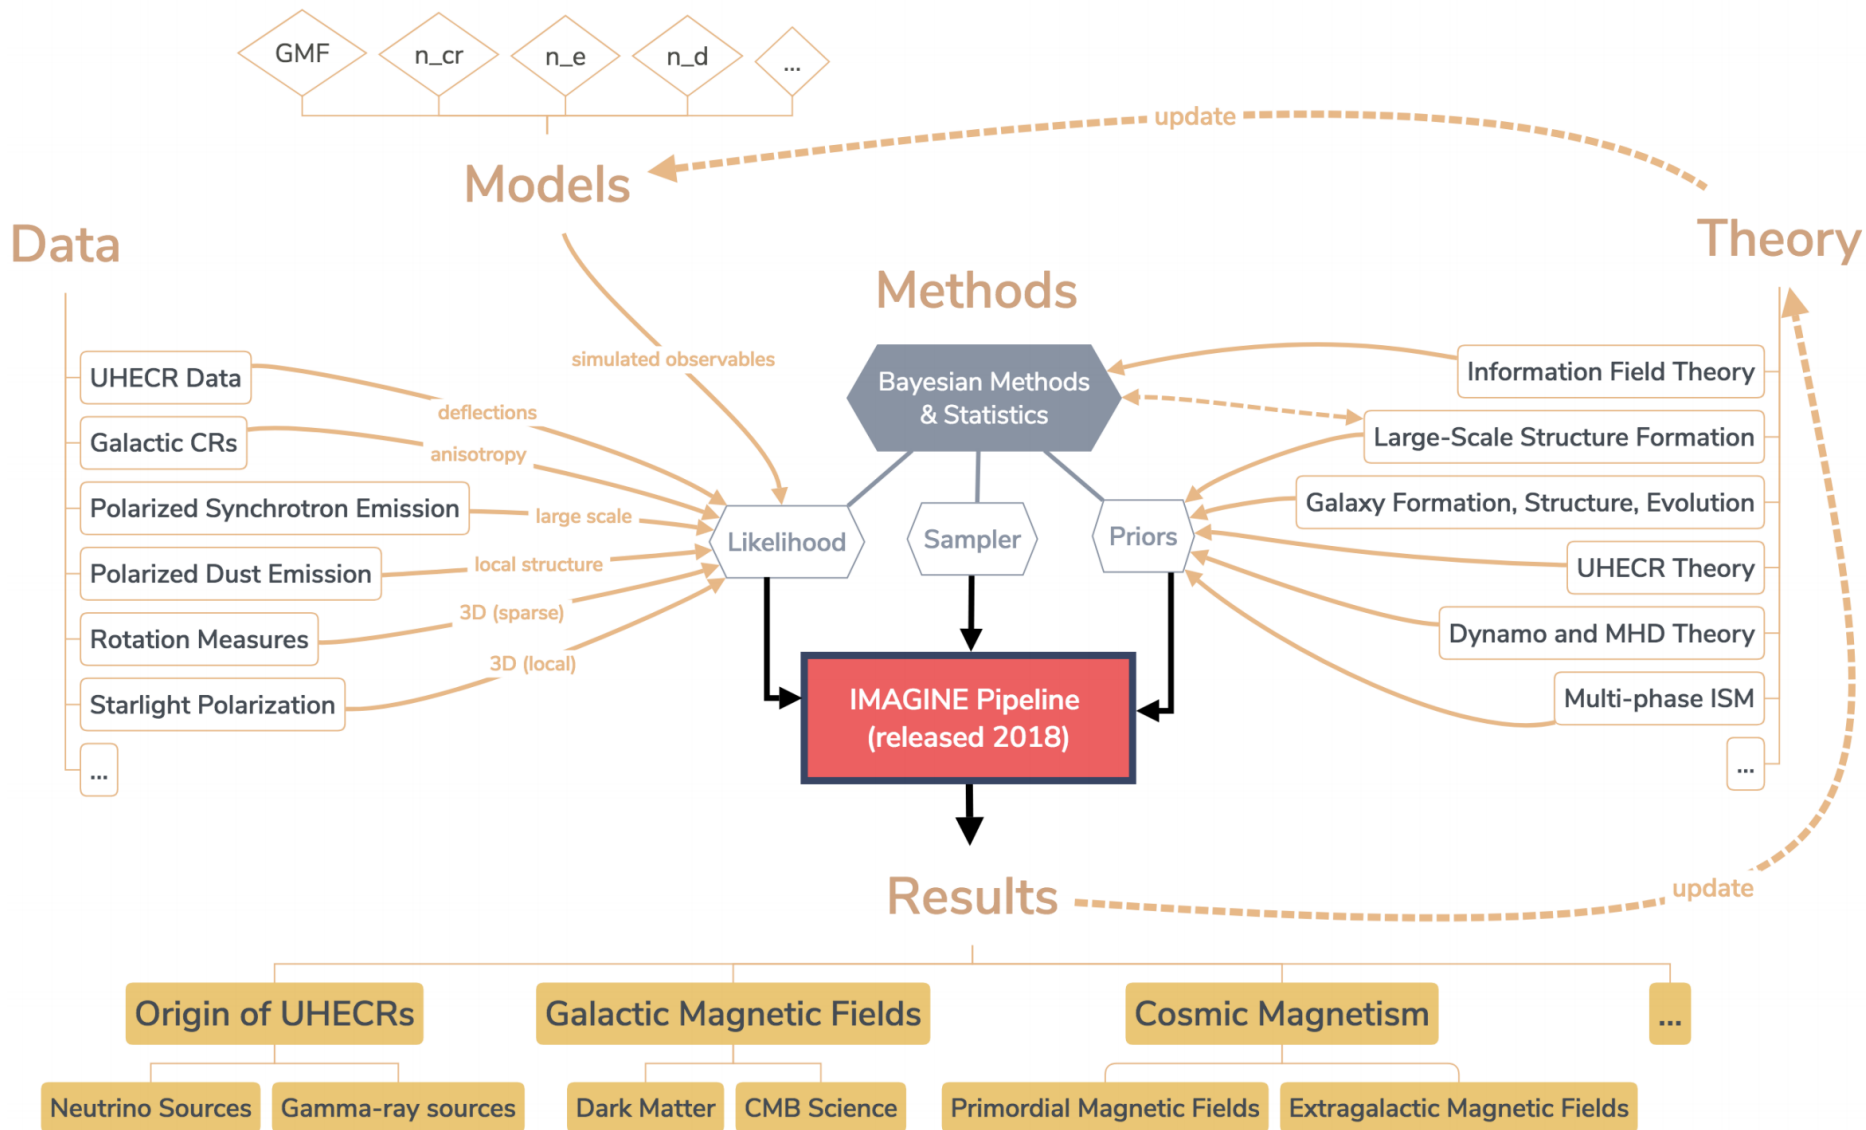 GMF
n_cr
n_e
n_d
...
update
Models
Data
Theory
Methods
simulated observables
UHECR Data
Galactic CRs
Polarized Synchrotron Emission
Polarized Dust Emission
Rotation Measures
Starlight Polarization
...
deflections
anisotropy
large scale
local structure
3D (sparse)
3D (local)
Bayesian Methods
& Statistics
Likelihood
Sampler
Priors
Information Field Theory
Large-Scale Structure Formation
Galaxy Formation, Structure, Evolution
UHECR Theory
Dynamo and MHD Theory
Multi-phase ISM
...
IMAGINE Pipeline
(released 2018)
Results
update
Origin of UHECRs
Galactic Magnetic Fields
Cosmic Magnetism
...
Neutrino Sources
Gamma-ray sources
Dark Matter
CMB Science
Primordial Magnetic Fields
Extragalactic Magnetic Fields